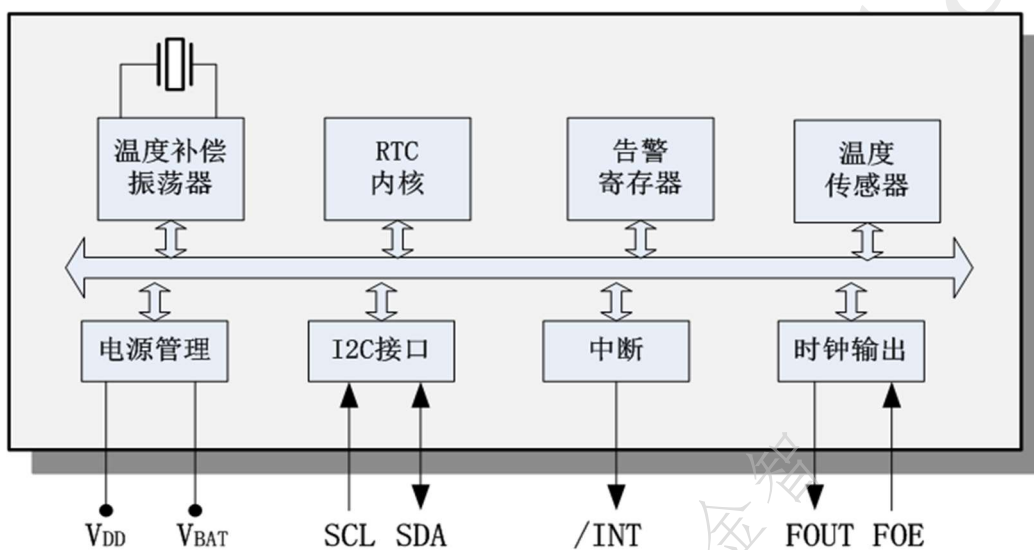 温度补偿
振荡器
RTC
内核
告警
寄存器
温度
传感器
电源管理
I2C接口
中断
时钟输出
VDD
VBAT
SCL
SDA
/INT
FOUT
FOE
金智